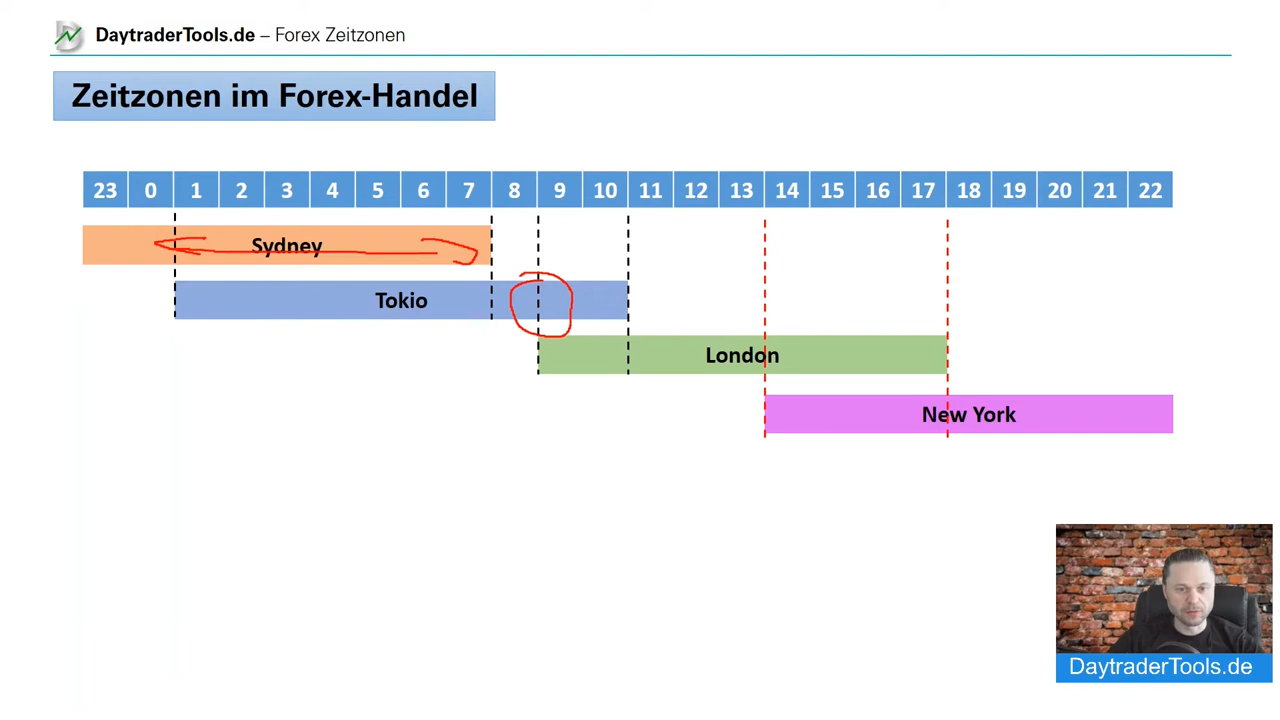 DaytraderTools.de – Forex Zeitzonen
Zeitzonen im Forex-Handel
23 0 1 2 3 4 5 6 7 8 9 10 11 12 13 14 15 16 17 18 19 20 21 22
Sydney
Tokio
London
New York
DaytraderTools.de